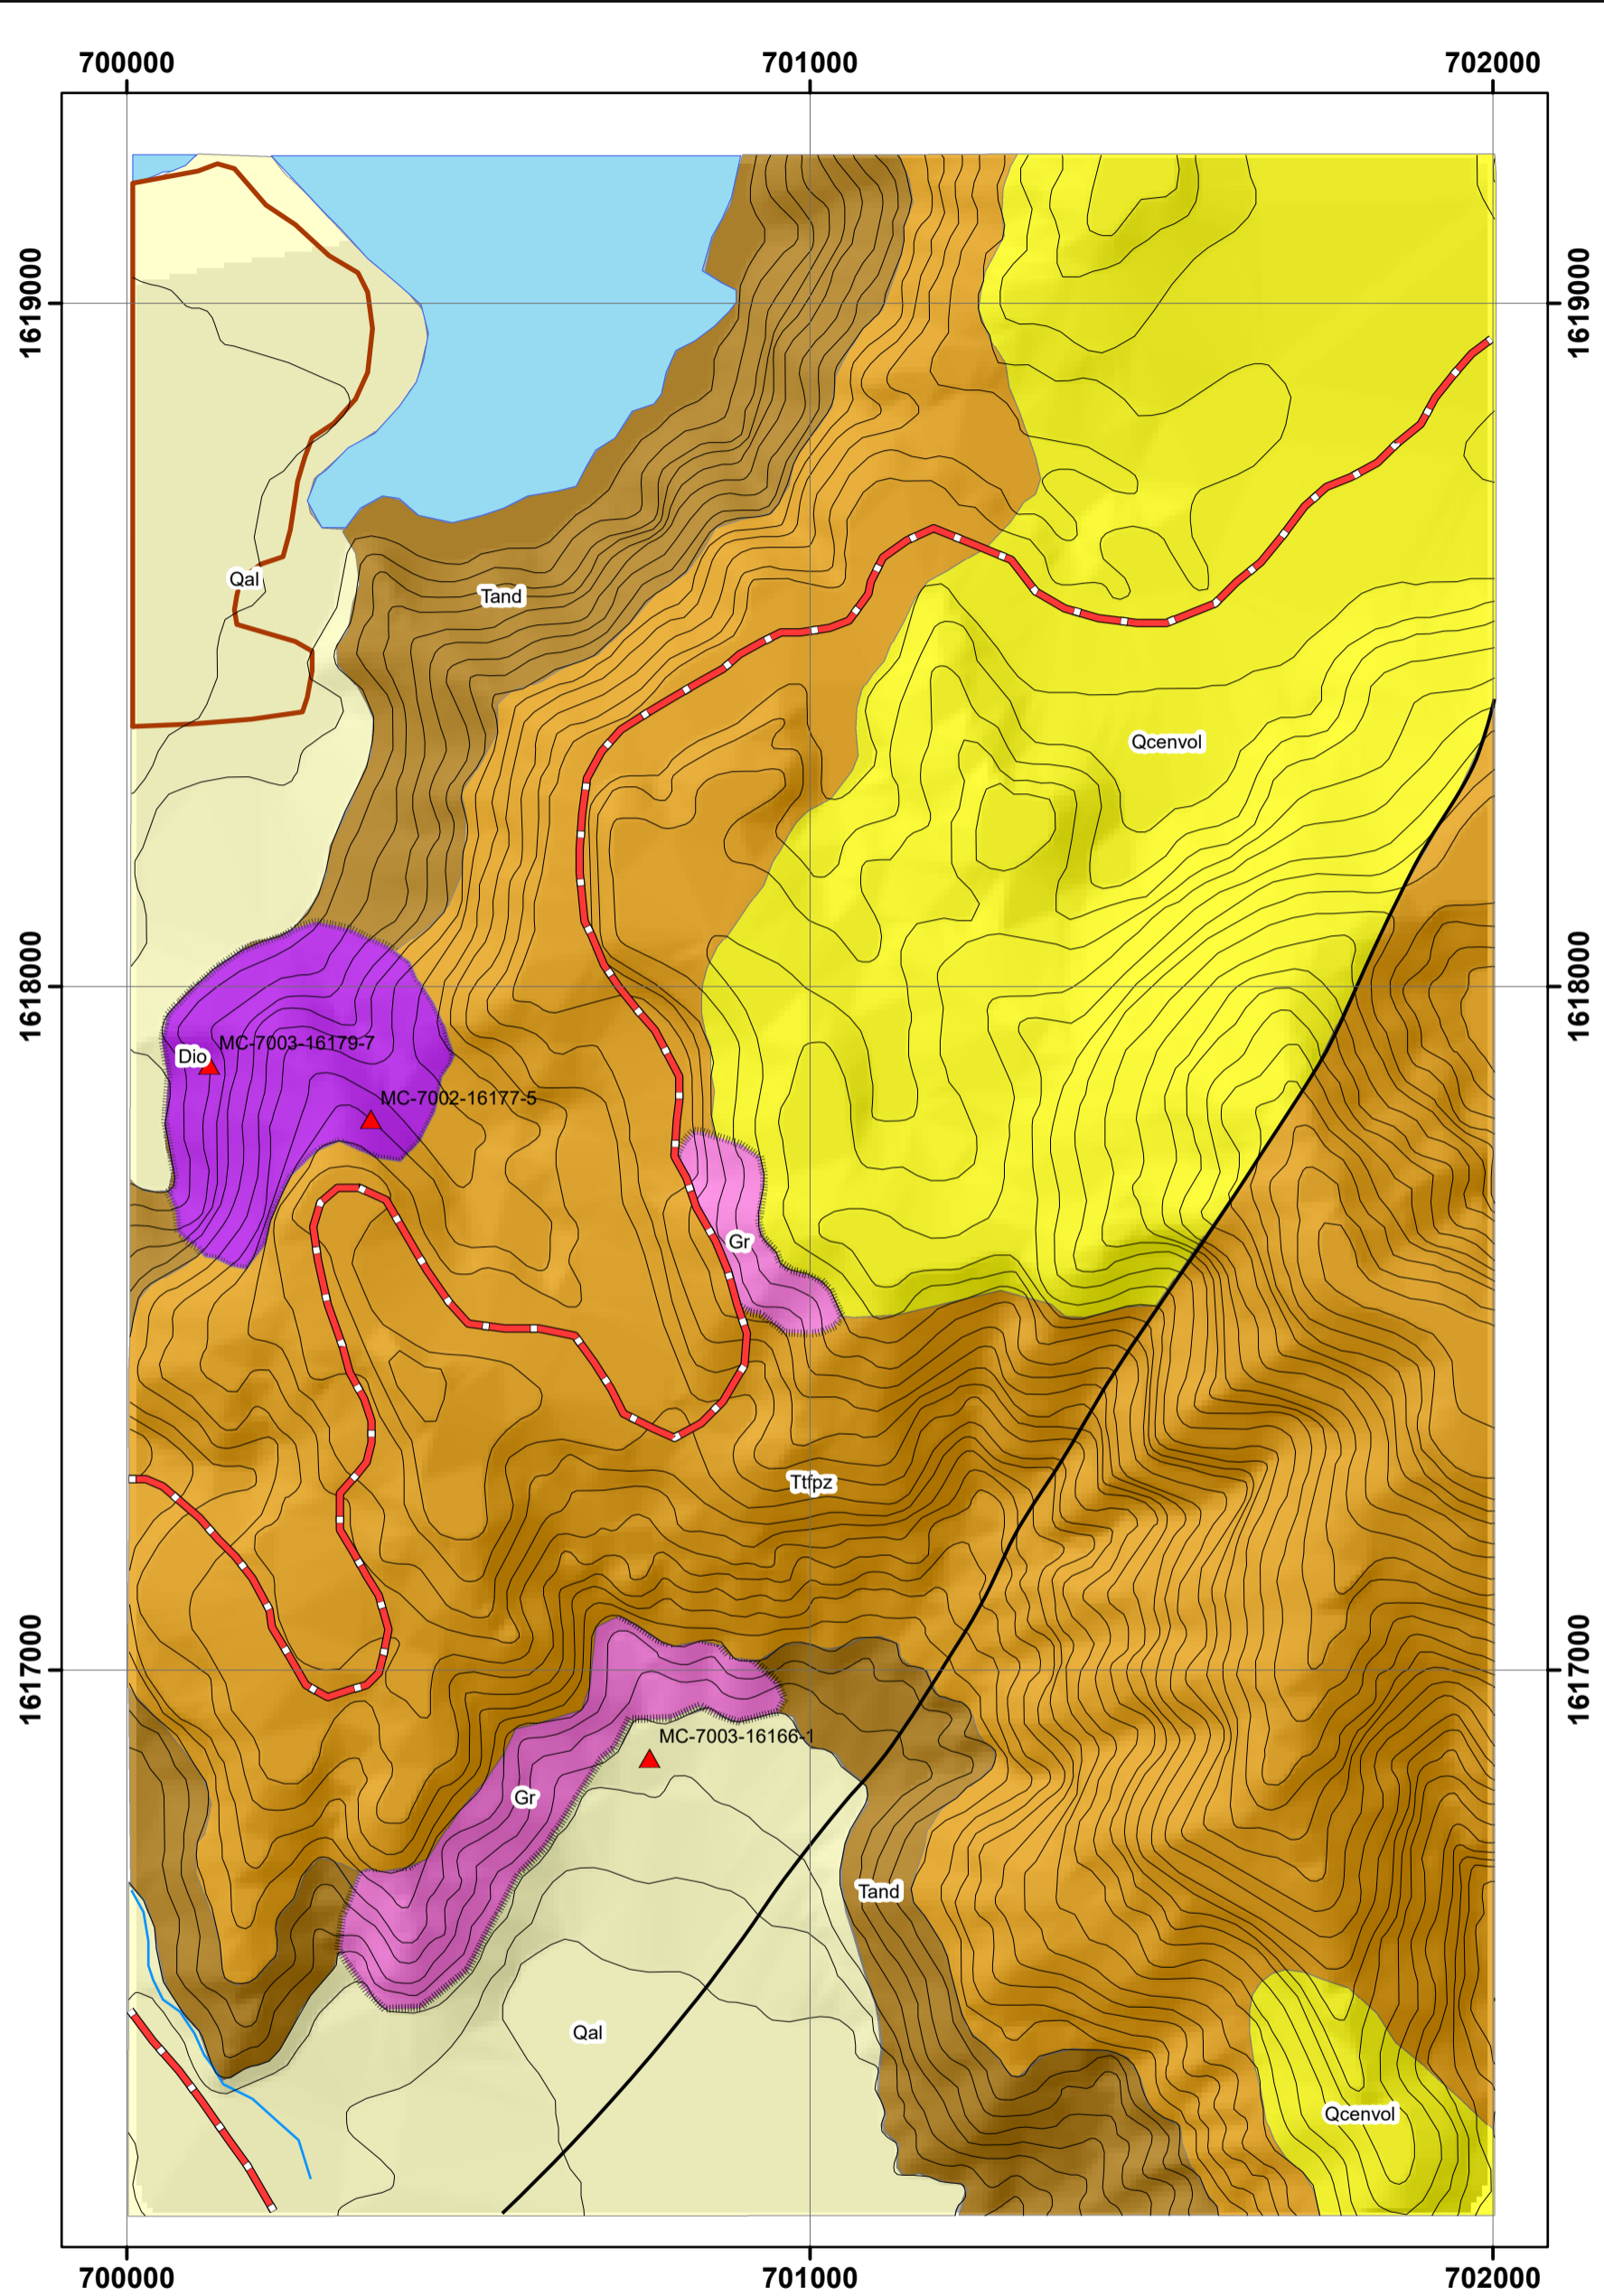 700000
701000
702000
1619000
1619000
Qal
Tand
Qcenvol
1618000
1618000
MC-7003-16179-7
Dio
MC-7002-16177-5
Gr
Ttfpz
1617000
1617000
MC-7003-16166-1
Gr
Tand
Qal
Qcenvol
700000
701000
702000